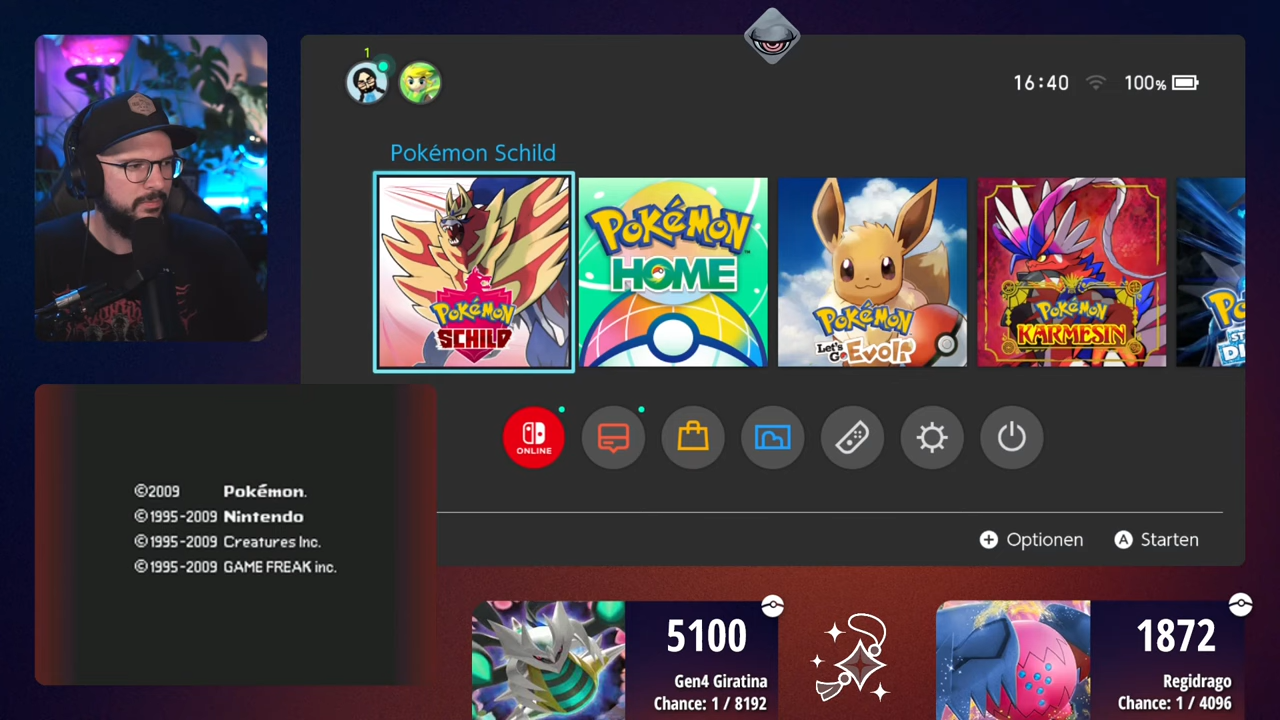 1
16:40
100%
Pokémon Schild
Pokémon
SCHILD
Pokémon
HOME
Pokémon
Let's Go Evoli
Pokémon
KARMESIN
ONLINE
©2009 Pokémon.
©1995-2009 Nintendo
©1995-2009 Creatures Inc.
©1995-2009 GAME FREAK inc.
Optionen
A Starten
5100
Gen4 Giratina
Chance: 1 / 8192
1872
Regidrago
Chance: 1 / 4096